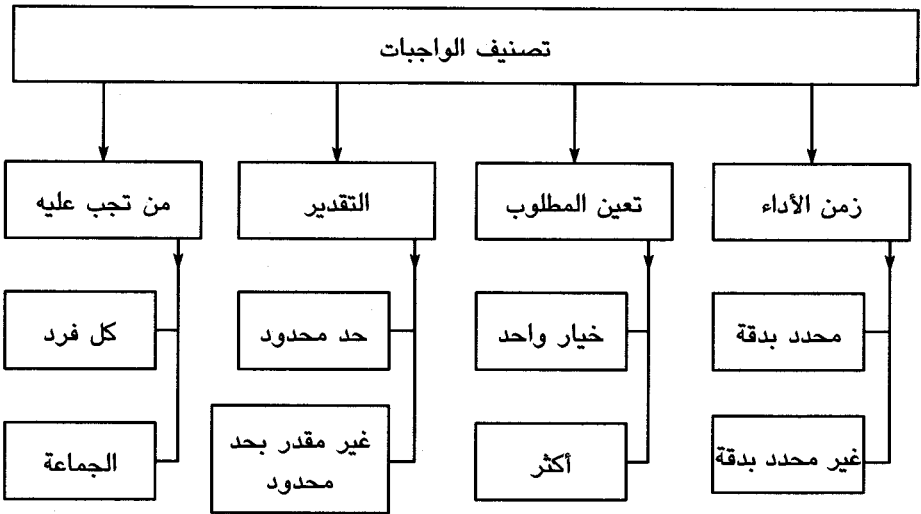 تصنيف الواجبات
زمن الأداء
تعين المطلوب
التقدير
من تجب عليه
محدد بدقة
خيار واحد
حد محدود
كل فرد
غير محدد بدقة
أكثر
غير مقدر بحد
محدود
الجماعة